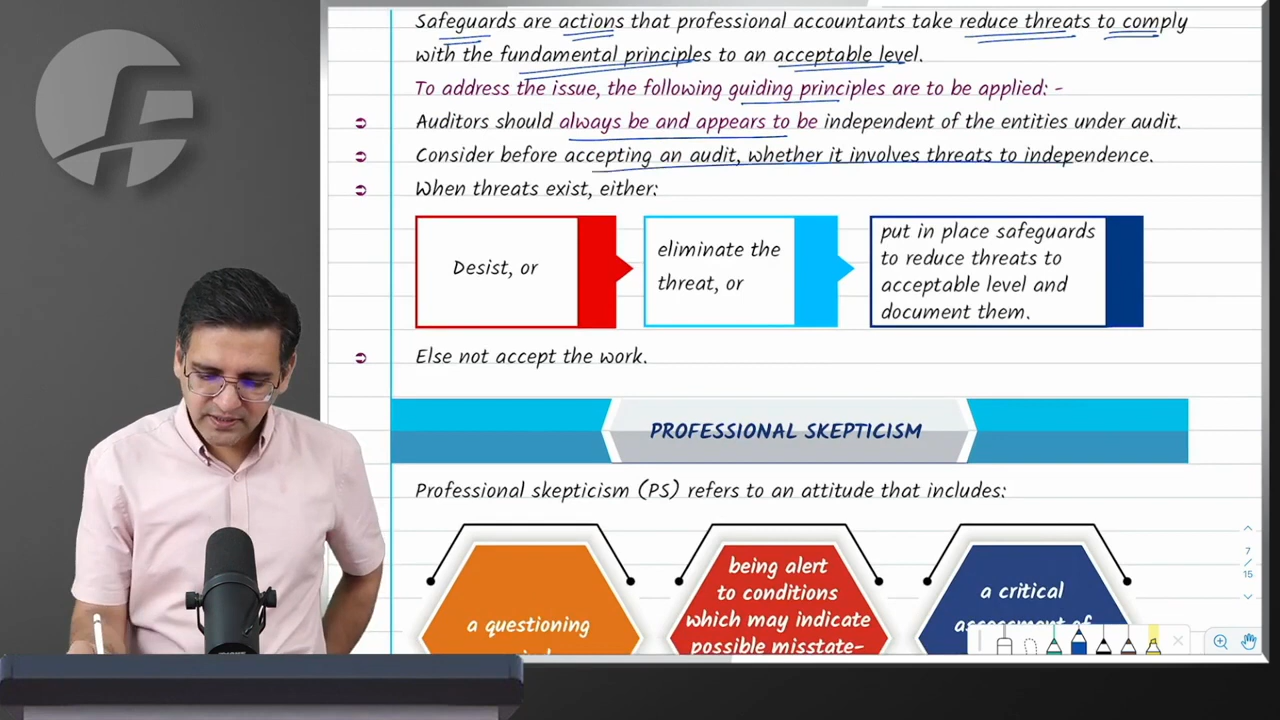 Safeguards are actions that professional accountants take reduce threats to comply
with the fundamental principles to an acceptable level.
To address the issue, the following guiding principles are to be applied: -
Auditors should always be and appears to be independent of the entities under audit.
Consider before accepting an audit, whether it involves threats to independence.
When threats exist, either:
Desist, or
eliminate the
threat, or
put in place safeguards
to reduce threats to
acceptable level and
document them.
Else not accept the work.
PROFESSIONAL SKEPTICISM
Professional skepticism (PS) refers to an attitude that includes:
a questioning
being alert
to conditions
which may indicate
possible misstate-
a critical
assessment of
7
/
15